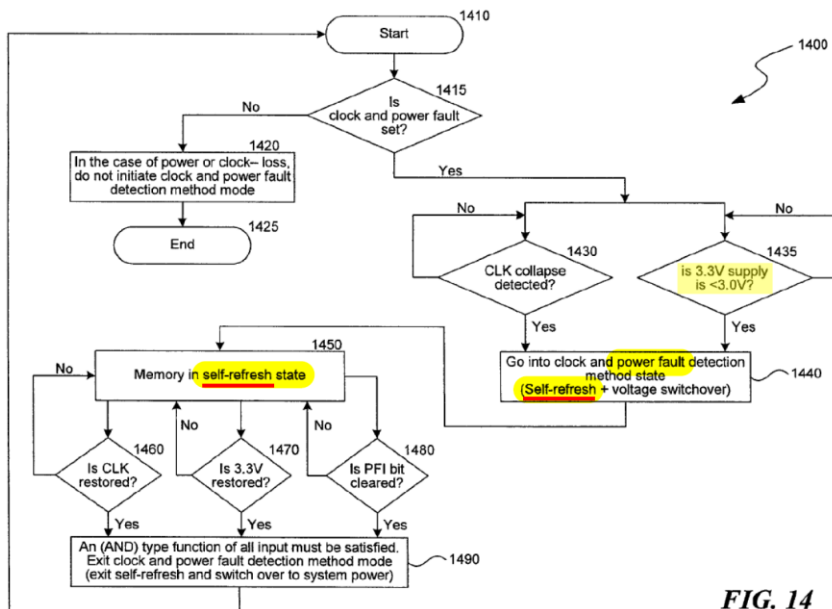 1410
Start
1400
1415
Is
clock and power fault
set?
No
Yes
1420
In the case of power or clock– loss,
do not initiate clock and power fault
detection method mode
1425
End
No
No
1430
CLK collapse
detected?
1435
is 3.3V supply
is <3.0V?
Yes
Yes
1440
Go into clock and power fault detection
method state
(Self-refresh + voltage switchover)
1450
Memory in self-refresh state
No
No
No
1460
Is CLK
restored?
1470
Is 3.3V
restored?
1480
Is PFI bit
cleared?
Yes
Yes
Yes
An (AND) type function of all input must be satisfied.
Exit clock and power fault detection method mode
(exit self-refresh and switch over to system power)
1490
FIG. 14